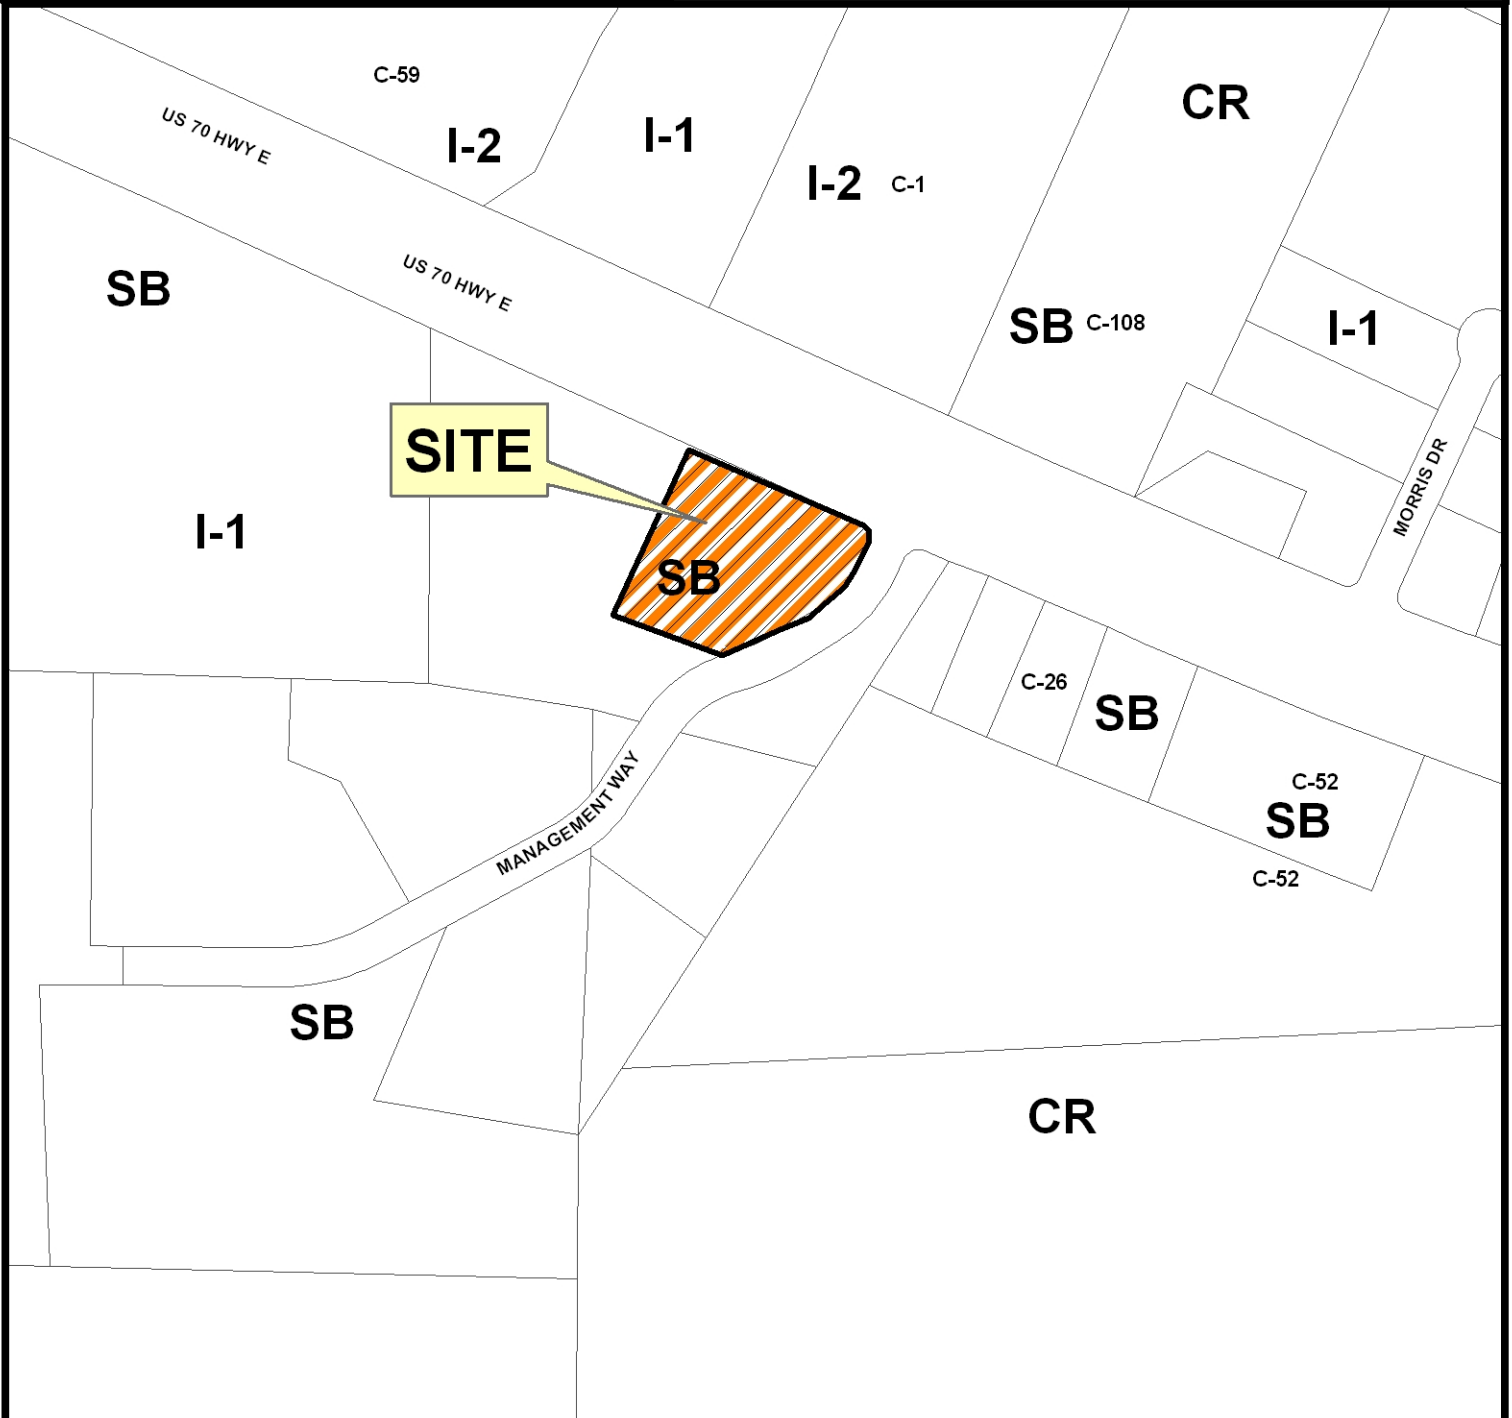 C-59
CR
US 70 HWY E
I-2
I-1
I-2
C-1
US 70 HWY E
SB
SB
C-108
I-1
SITE
MORRIS DR
I-1
SB
C-26
SB
C-52
SB
C-52
MANAGEMENT WAY
SB
CR